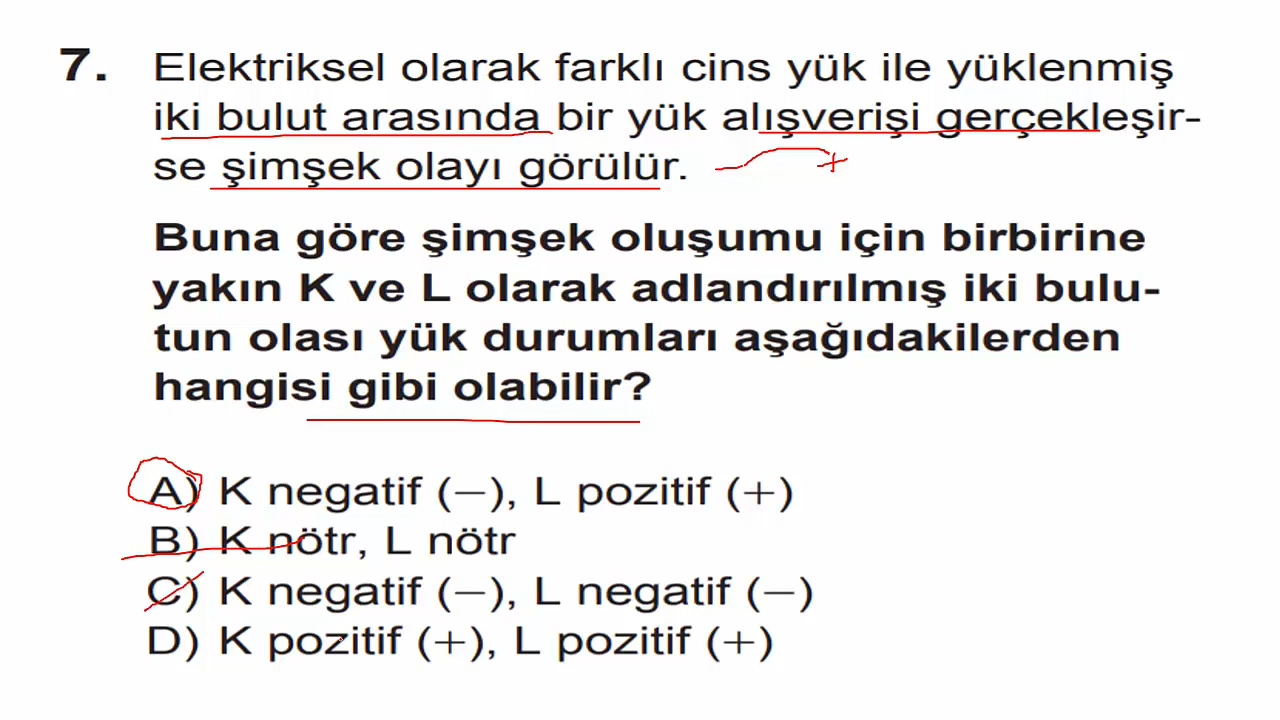 7. Elektriksel olarak farklı cins yük ile yüklenmiş
iki bulut arasında bir yük alışverişi gerçekleşir-
se şimşek olayı görülür. — +
Buna göre şimşek oluşumu için birbirine
yakın K ve L olarak adlandırılmış iki bulu-
tun olası yük durumları aşağıdakilerden
hangisi gibi olabilir?
A) K negatif (−), L pozitif (+)
B) K nötr, L nötr
C) K negatif (−), L negatif (−)
D) K pozitif (+), L pozitif (+)